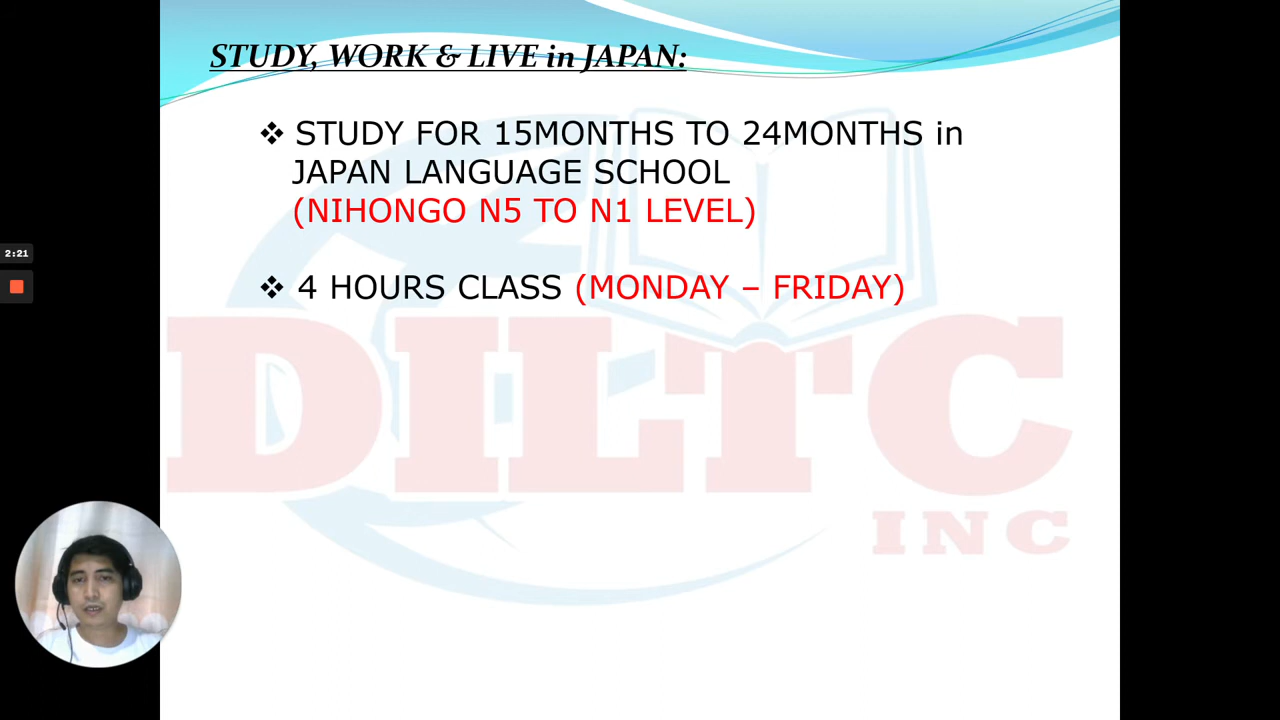 STUDY, WORK & LIVE in JAPAN:
❖ STUDY FOR 15MONTHS TO 24MONTHS in
JAPAN LANGUAGE SCHOOL
(NIHONGO N5 TO N1 LEVEL)
2:21
❖ 4 HOURS CLASS (MONDAY – FRIDAY)
DILTC
INC